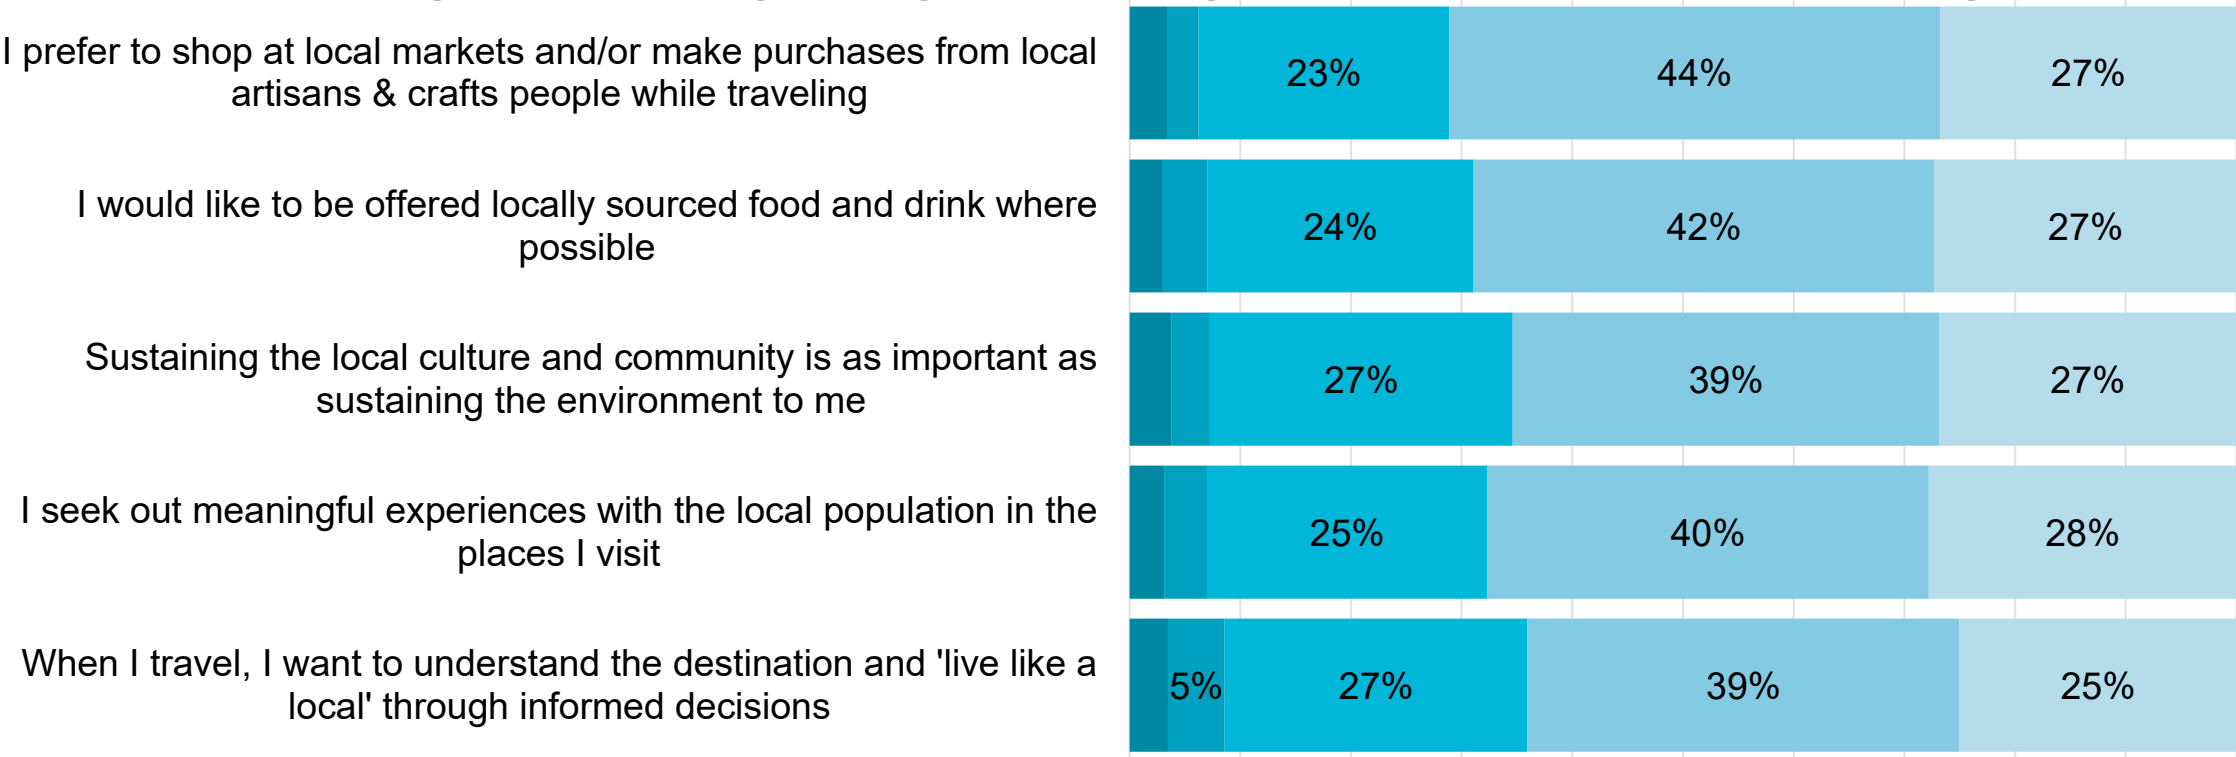 I prefer to shop at local markets and/or make purchases from local
artisans & crafts people while traveling
23%
44%
27%
I would like to be offered locally sourced food and drink where
possible
24%
42%
27%
Sustaining the local culture and community is as important as
sustaining the environment to me
27%
39%
27%
I seek out meaningful experiences with the local population in the
places I visit
25%
40%
28%
When I travel, I want to understand the destination and 'live like a
local' through informed decisions
5%
27%
39%
25%